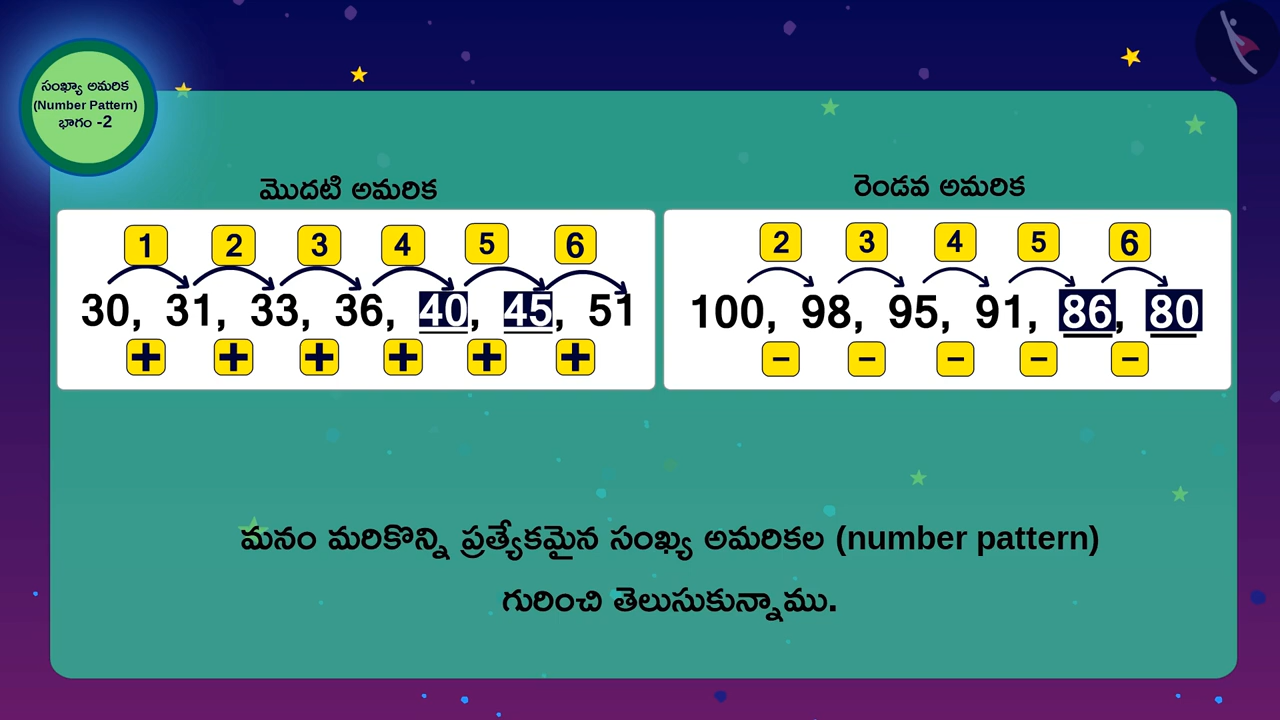 సంఖ్యా అమరిక
(Number Pattern)
భాగం -2
మొదటి అమరిక
1 2 3 4 5 6
30, 31, 33, 36, 40, 45, 51
+ + + + + +
రెండవ అమరిక
2 3 4 5 6
100, 98, 95, 91, 86, 80
− − − − −
మనం మరికొన్ని ప్రత్యేకమైన సంఖ్య అమరికల (number pattern)
గురించి తెలుసుకున్నాము.